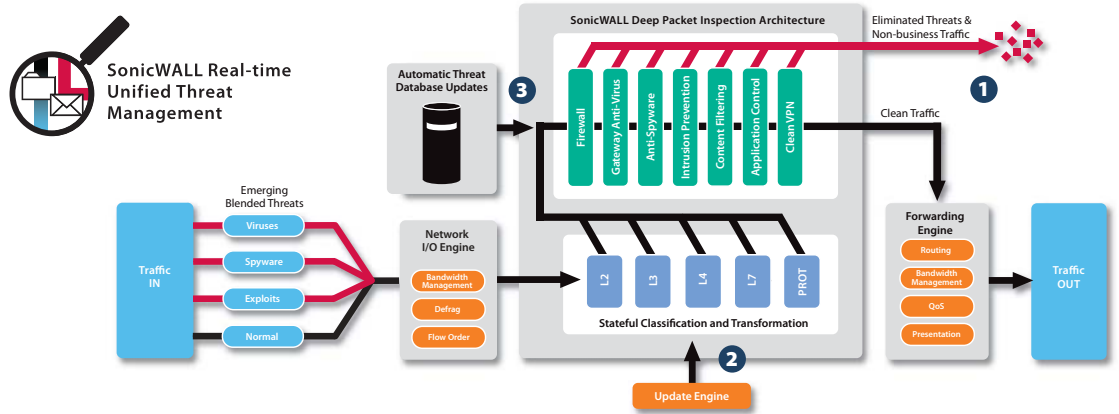 SonicWALL Real-time
Unified Threat
Management
SonicWALL Deep Packet Inspection Architecture
Eliminated Threats &
Non-business Traffic
1
Automatic Threat
Database Updates
3
Firewall
Gateway Anti-Virus
Anti-Spyware
Intrusion Prevention
Content Filtering
Application Control
Clean VPN
Clean Traffic
Emerging
Blended Threats
Traffic
IN
Viruses
Spyware
Exploits
Normal
Network
I/O Engine
Bandwidth
Management
Defrag
Flow Order
L2
L3
L4
L7
PROT
Stateful Classification and Transformation
2
Update Engine
Forwarding
Engine
Routing
Bandwidth
Management
QoS
Presentation
Traffic
OUT